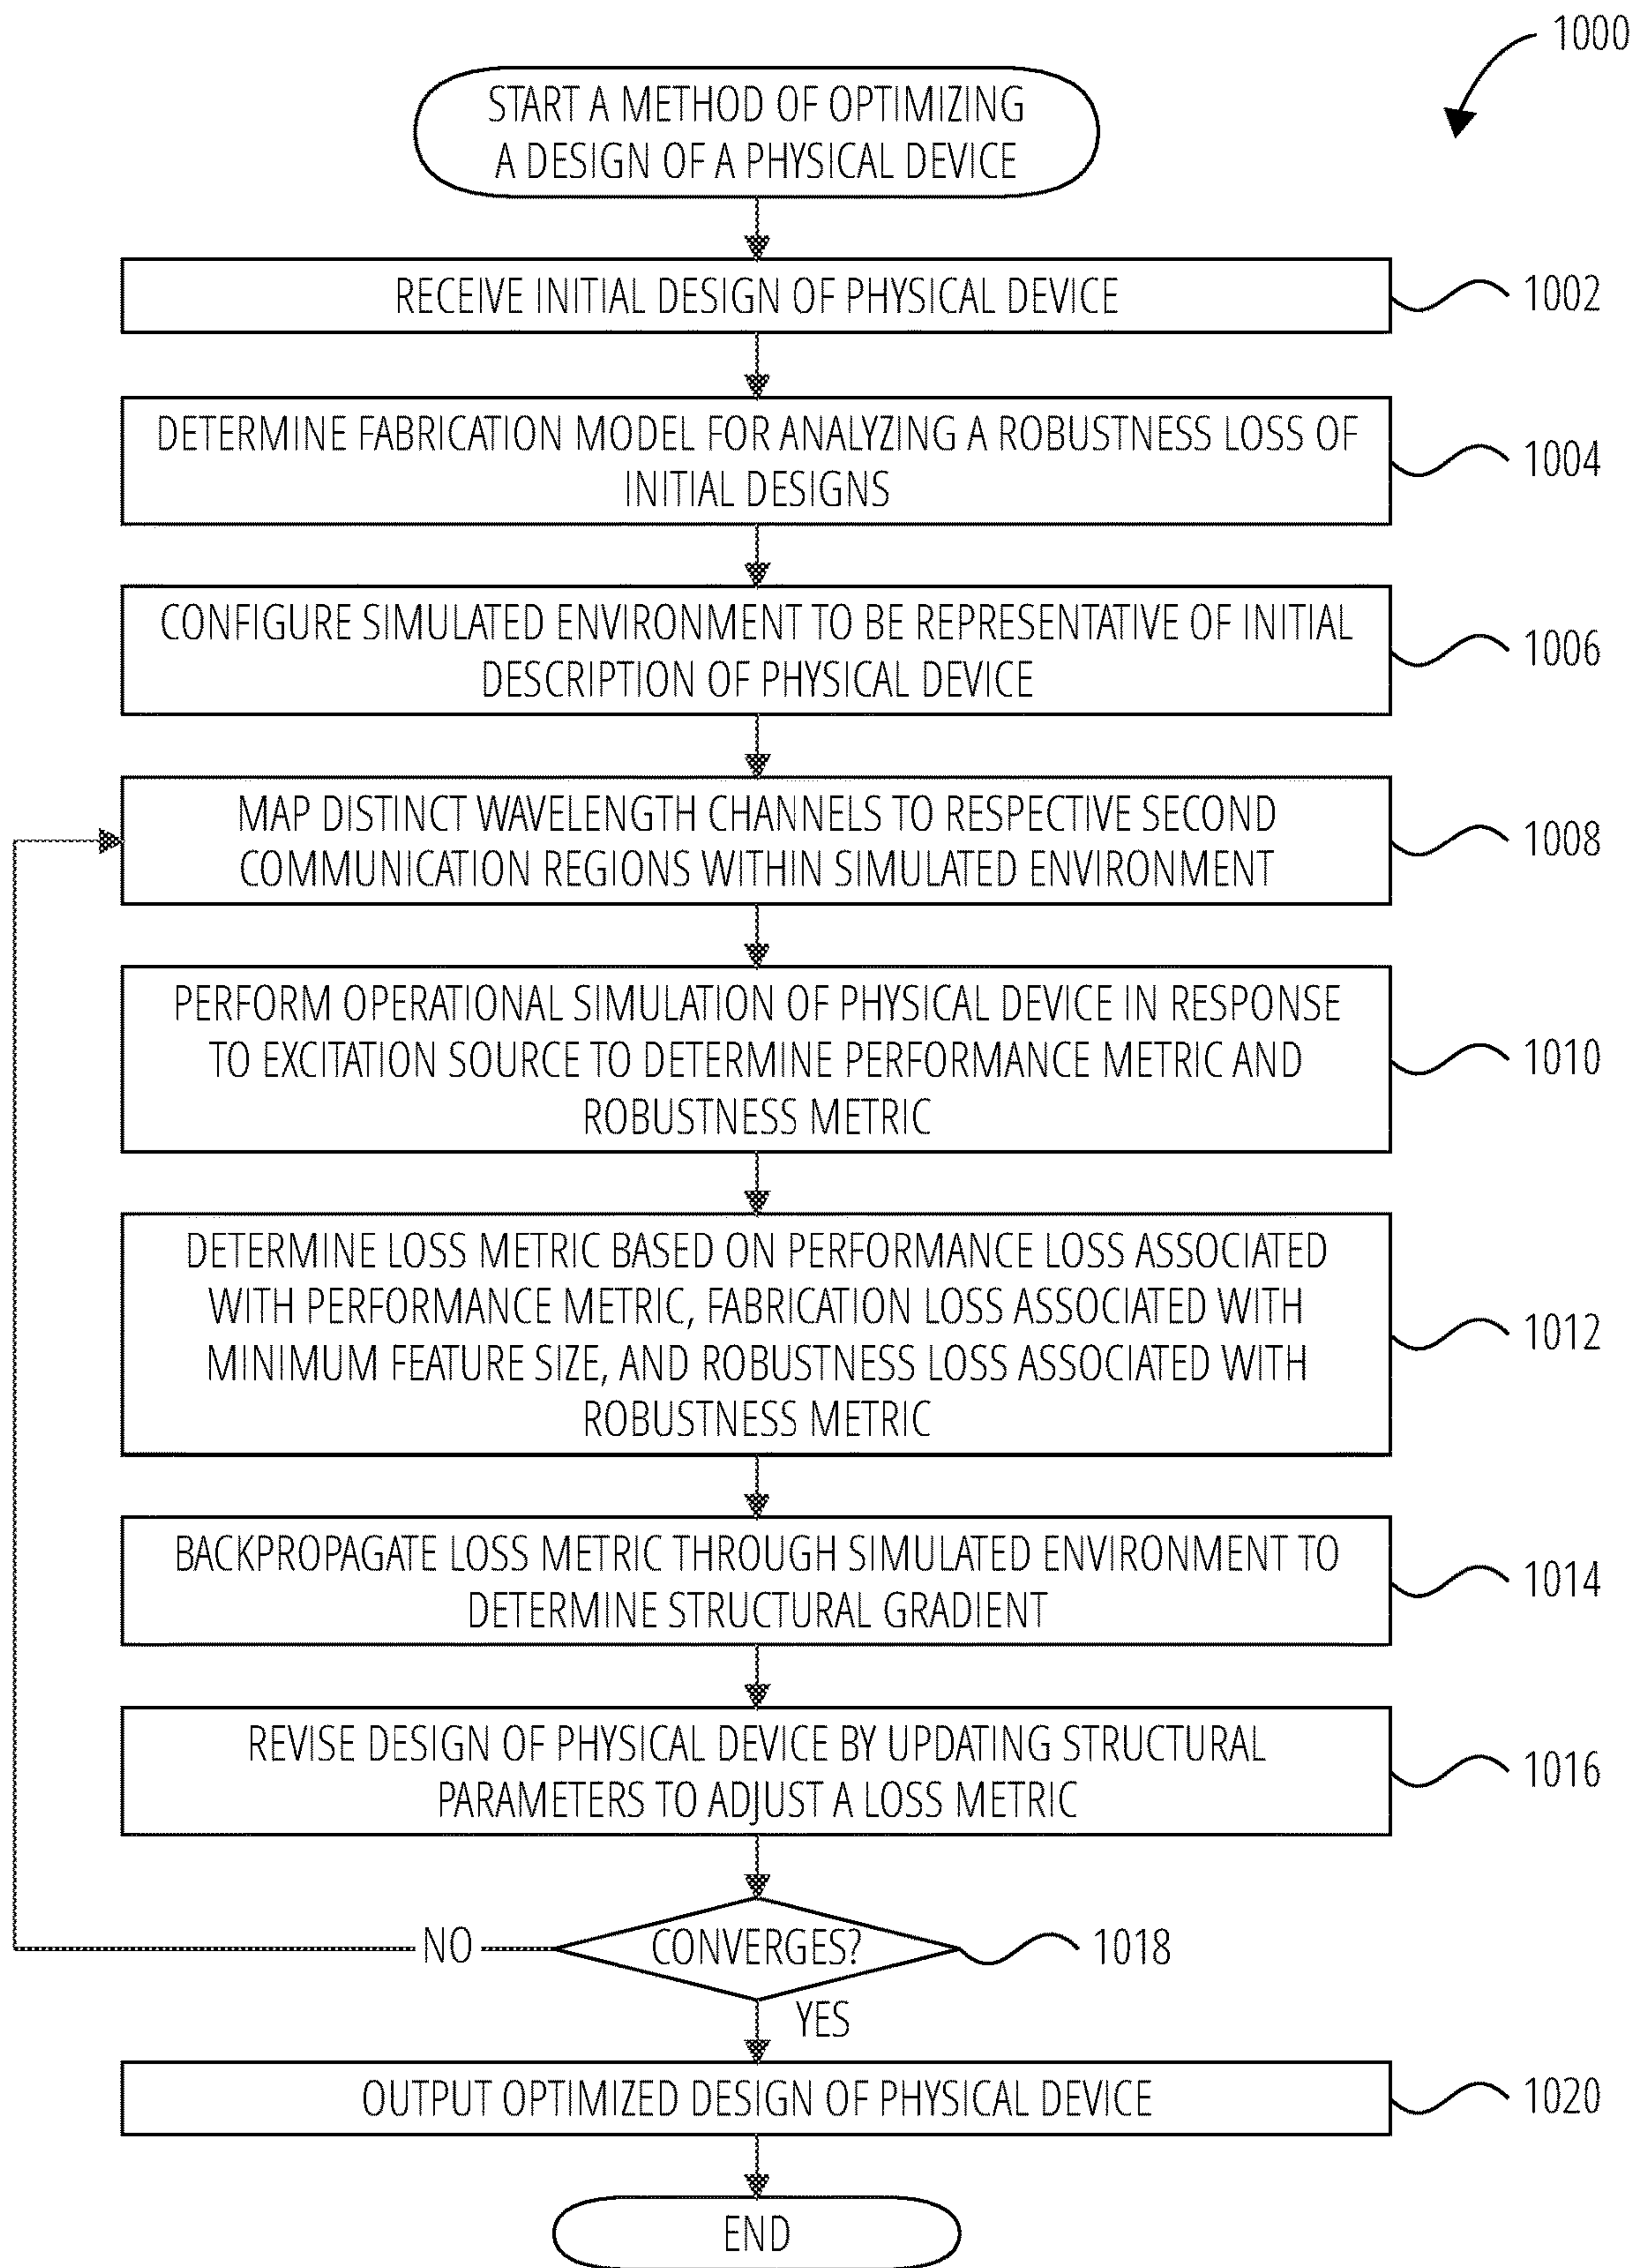 1000
START A METHOD OF OPTIMIZING
A DESIGN OF A PHYSICAL DEVICE
RECEIVE INITIAL DESIGN OF PHYSICAL DEVICE
1002
DETERMINE FABRICATION MODEL FOR ANALYZING A ROBUSTNESS LOSS OF
INITIAL DESIGNS
1004
CONFIGURE SIMULATED ENVIRONMENT TO BE REPRESENTATIVE OF INITIAL
DESCRIPTION OF PHYSICAL DEVICE
1006
MAP DISTINCT WAVELENGTH CHANNELS TO RESPECTIVE SECOND
COMMUNICATION REGIONS WITHIN SIMULATED ENVIRONMENT
1008
PERFORM OPERATIONAL SIMULATION OF PHYSICAL DEVICE IN RESPONSE
TO EXCITATION SOURCE TO DETERMINE PERFORMANCE METRIC AND
ROBUSTNESS METRIC
1010
DETERMINE LOSS METRIC BASED ON PERFORMANCE LOSS ASSOCIATED
WITH PERFORMANCE METRIC, FABRICATION LOSS ASSOCIATED WITH
MINIMUM FEATURE SIZE, AND ROBUSTNESS LOSS ASSOCIATED WITH
ROBUSTNESS METRIC
1012
BACKPROPAGATE LOSS METRIC THROUGH SIMULATED ENVIRONMENT TO
DETERMINE STRUCTURAL GRADIENT
1014
REVISE DESIGN OF PHYSICAL DEVICE BY UPDATING STRUCTURAL
PARAMETERS TO ADJUST A LOSS METRIC
1016
NO
CONVERGES?
1018
YES
OUTPUT OPTIMIZED DESIGN OF PHYSICAL DEVICE
1020
END